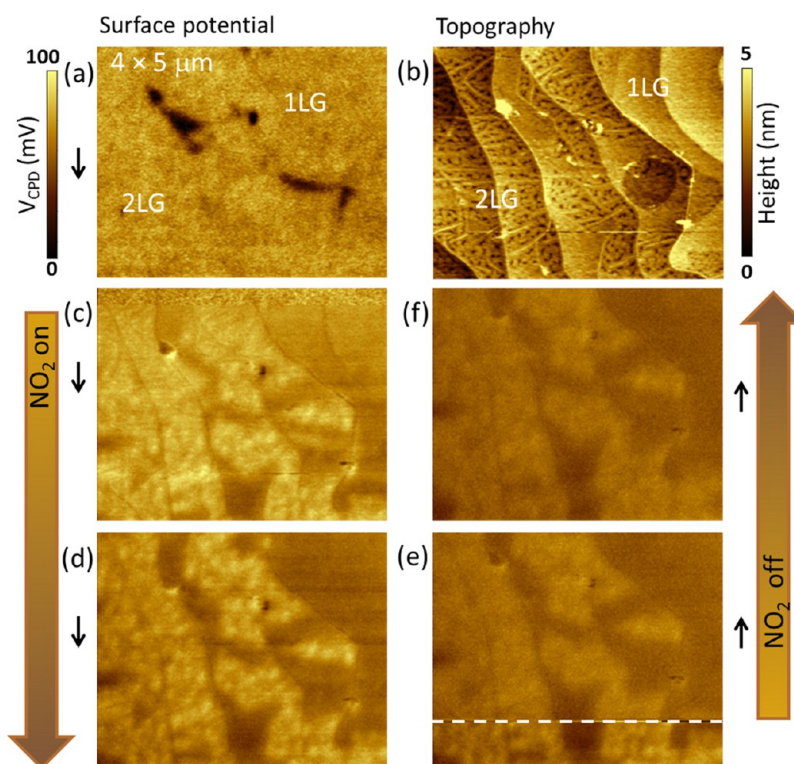 Surface potential
Topography
100
(a)
4 × 5 μm
1LG
2LG
V_CPD (mV)
0
(b)
1LG
2LG
5
Height (nm)
0
NO₂ on
(c)
(f)
(d)
(e)
NO₂ off